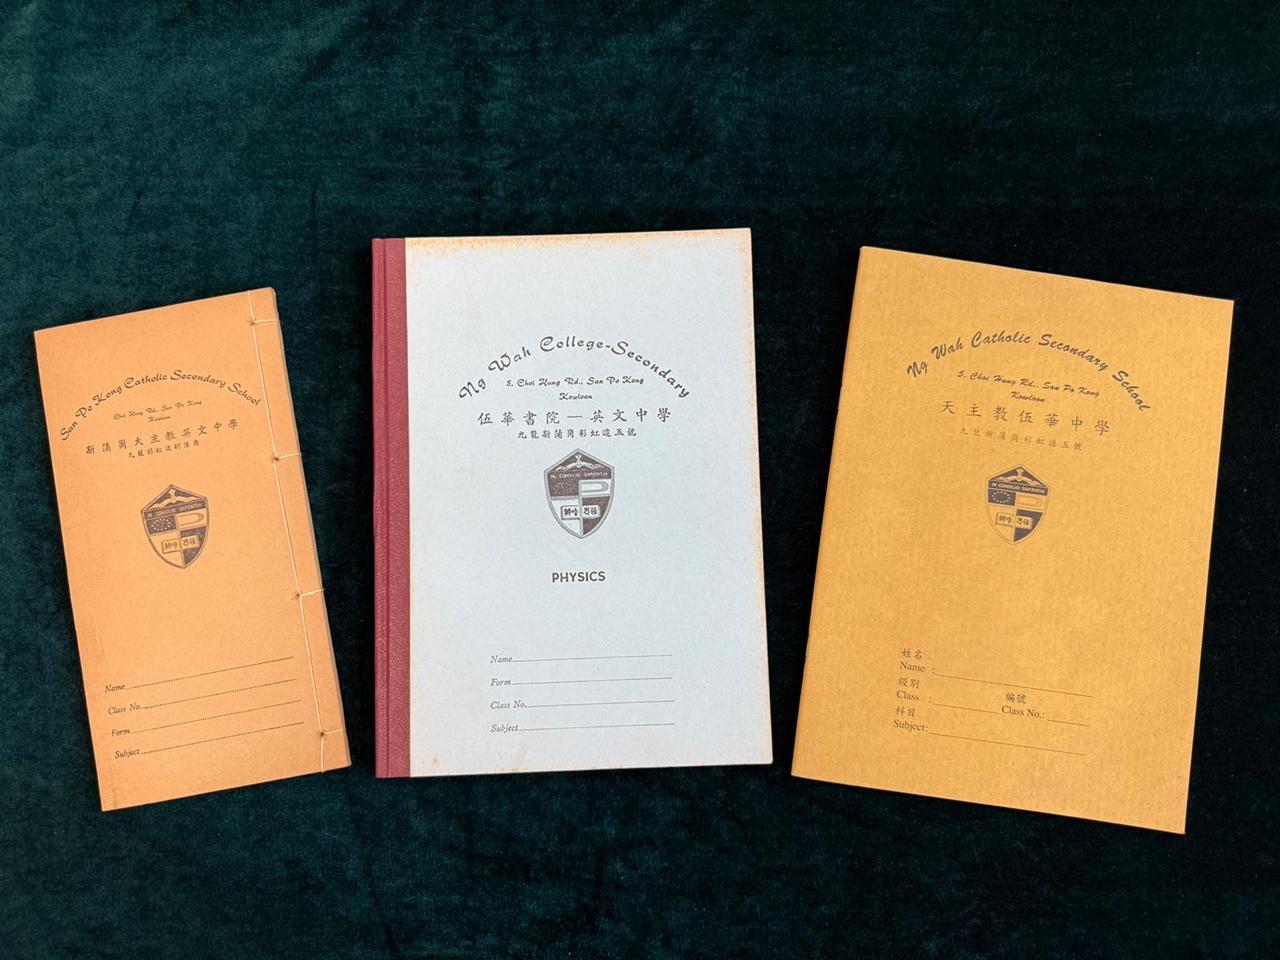 San Po Kong Catholic Secondary School
Choi Hung Rd., San Po Kong
Kowloon
新蒲崗天主教英文中學
九龍彩虹道新蒲崗
IN CONSILIO SAPIENTIA
Name
Class No.
Form
Subject
Ng Wah College-Secondary
5, Choi Hung Rd., San Po Kong
Kowloon
伍華書院—英文中學
九龍新蒲崗彩虹道五號
IN CONSILIO SAPIENTIA
PHYSICS
Name
Form
Class No.
Subject
Ng Wah Catholic Secondary School
5, Choi Hung Rd., San Po Kong
Kowloon
天主教伍華中學
九龍新蒲崗彩虹道五號
IN CONSILIO SAPIENTIA
姓名
Name :
級別 編號
Class : Class No.:
科目
Subject: